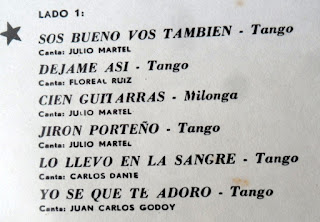 LADO 1:
SOS BUENO VOS TAMBIEN - Tango
Canta: JULIO MARTEL
DEJAME ASI - Tango
Canta: FLOREAL RUIZ
CIEN GUITARRAS - Milonga
Canta: JULIO MARTEL
JIRON PORTEÑO - Tango
Canta: JULIO MARTEL
LO LLEVO EN LA SANGRE - Tango
Canta: CARLOS DANTE
YO SE QUE TE ADORO - Tango
Canta: JUAN CARLOS GODOY